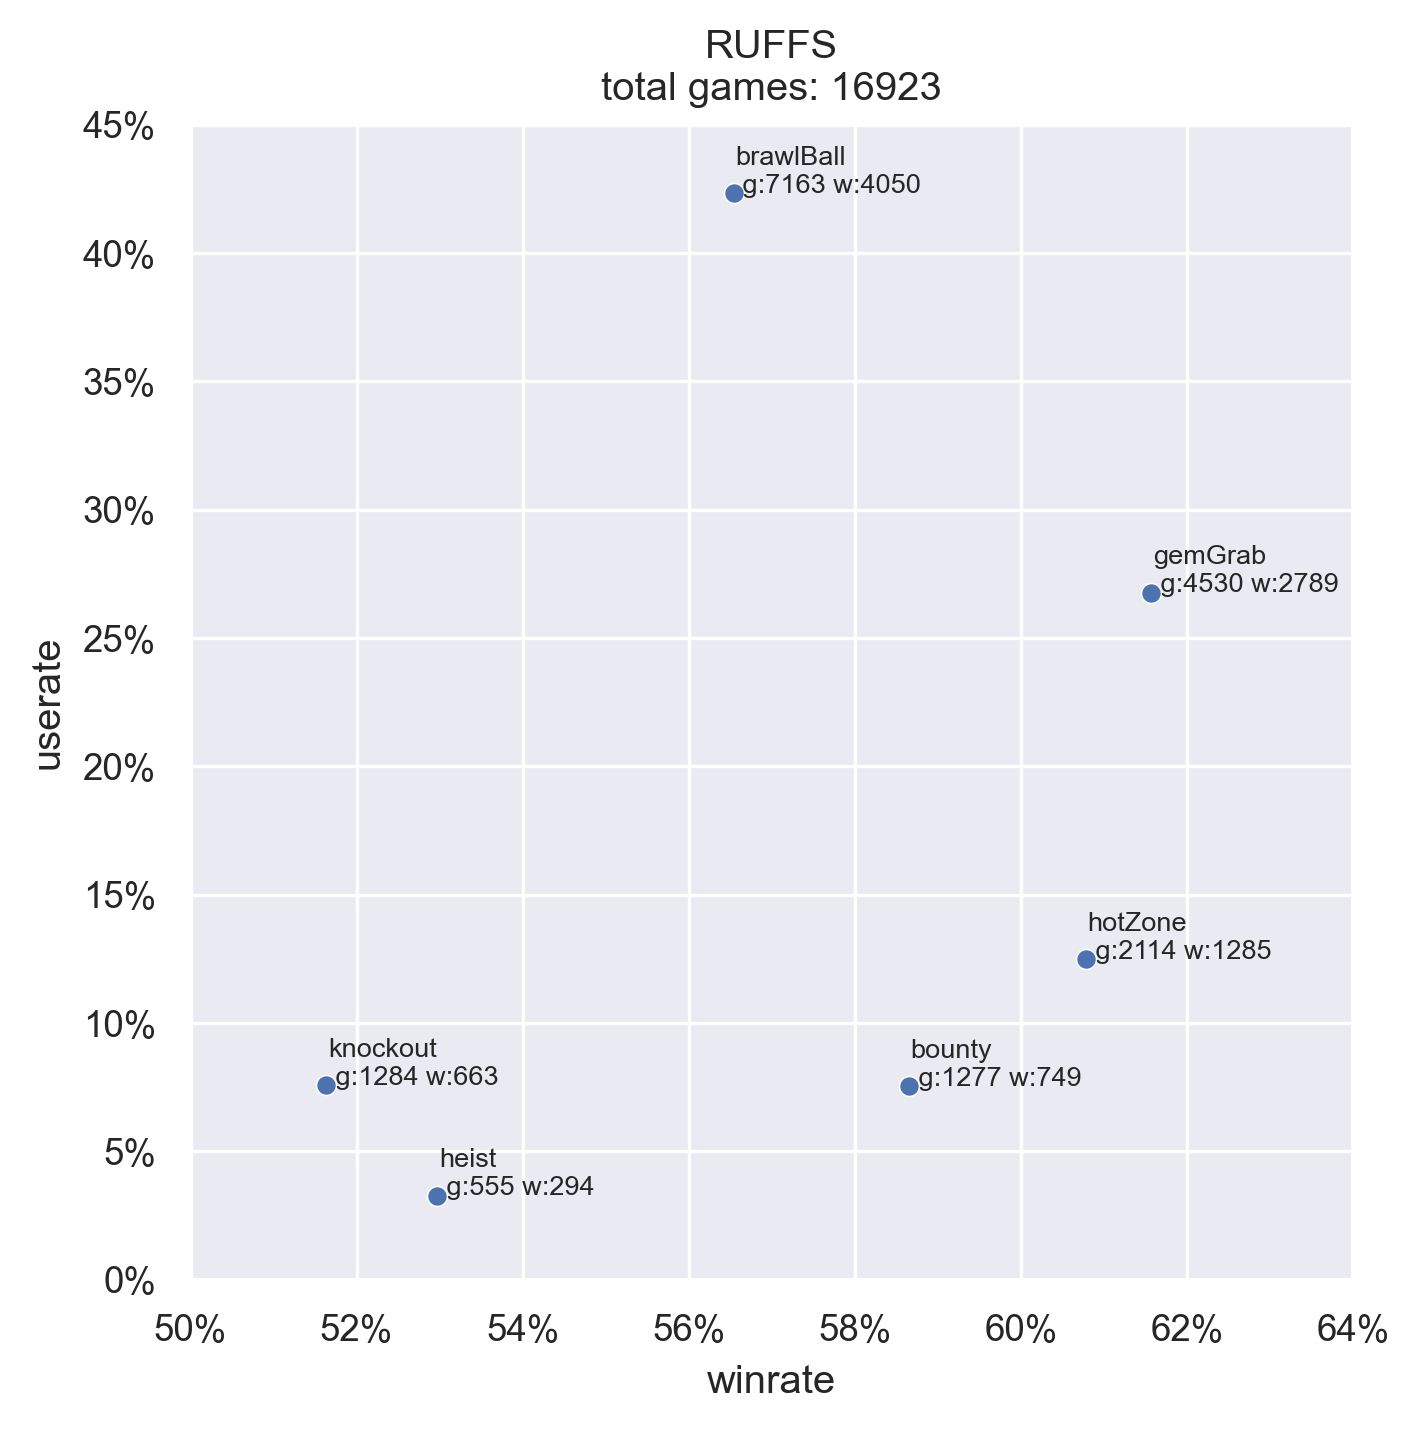 RUFFS
total games: 16923
45%
40%
35%
30%
25%
20%
15%
10%
5%
0%
userate
brawlBall
g:7163 w:4050
gemGrab
g:4530 w:2789
hotZone
g:2114 w:1285
knockout
g:1284 w:663
bounty
g:1277 w:749
heist
g:555 w:294
50% 52% 54% 56% 58% 60% 62% 64%
winrate